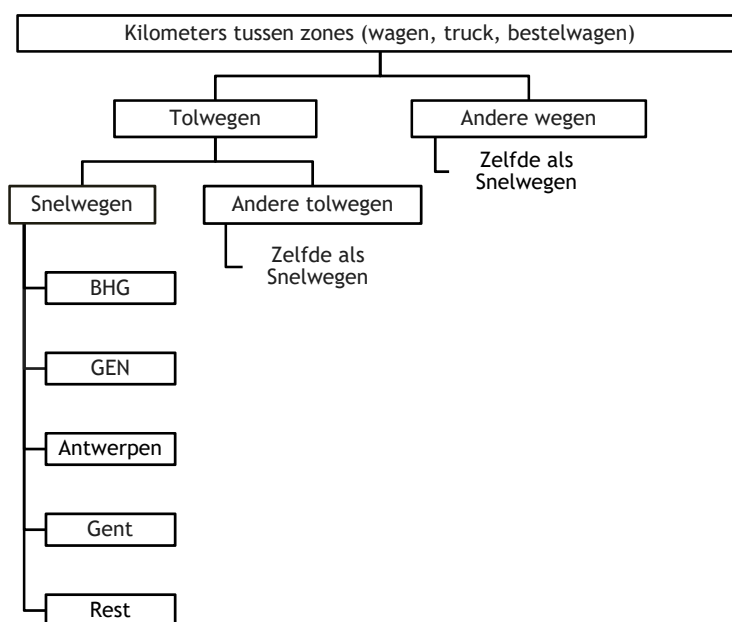 Kilometers tussen zones (wagen, truck, bestelwagen)
Tolwegen
Andere wegen
Zelfde als
Snelwegen
Snelwegen
Andere tolwegen
Zelfde als
Snelwegen
BHG
GEN
Antwerpen
Gent
Rest